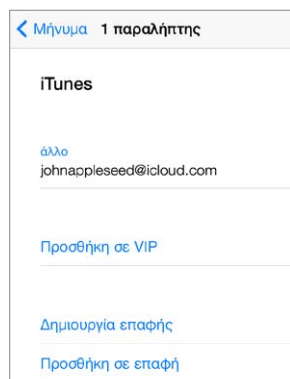 Μήνυμα 1 παραλήπτης
iTunes
άλλο
johnappleseed@icloud.com
Προσθήκη σε VIP
Δημιουργία επαφής
Προσθήκη σε επαφή